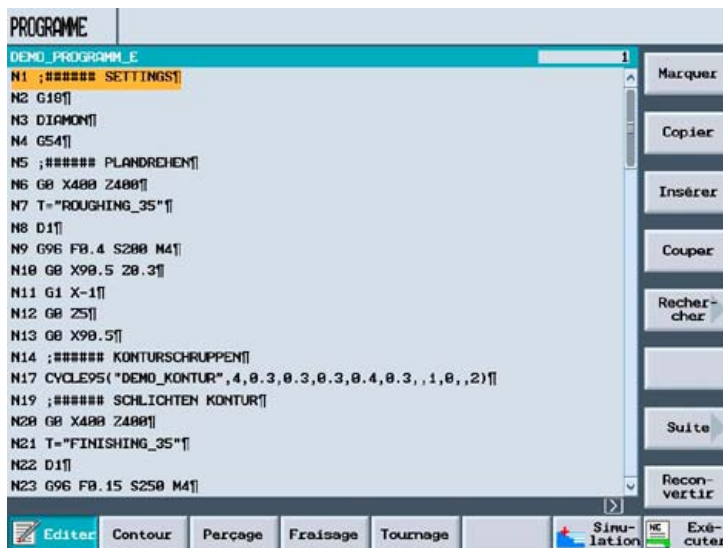 PROGRAMME
DEMO_PROGRAMM_E 1
N1 ;###### SETTINGS¶
N2 G18¶
N3 DIAMON¶
N4 G54¶
N5 ;###### PLANDREHEN¶
N6 G0 X400 Z400¶
N7 T="ROUGHING_35"¶
N8 D1¶
N9 G96 F0.4 S200 M4¶
N10 G0 X90.5 Z0.3¶
N11 G1 X-1¶
N12 G0 Z5¶
N13 G0 X90.5¶
N14 ;###### KONTURSCHRUPPEN¶
N17 CYCLE95("DEMO_KONTUR",4,0.3,0.3,0.3,0.4,0.3,,1,0,,2)¶
N19 ;###### SCHLICHTEN KONTUR¶
N20 G0 X400 Z400¶
N21 T="FINISHING_35"¶
N22 D1¶
N23 G96 F0.15 S250 M4¶
Marquer
Copier
Insérer
Couper
Recher-
cher
Suite
Recon-
vertir
Editer
Contour
Perçage
Fraisage
Tournage
Simu-
lation
NC
Exé-
cuter